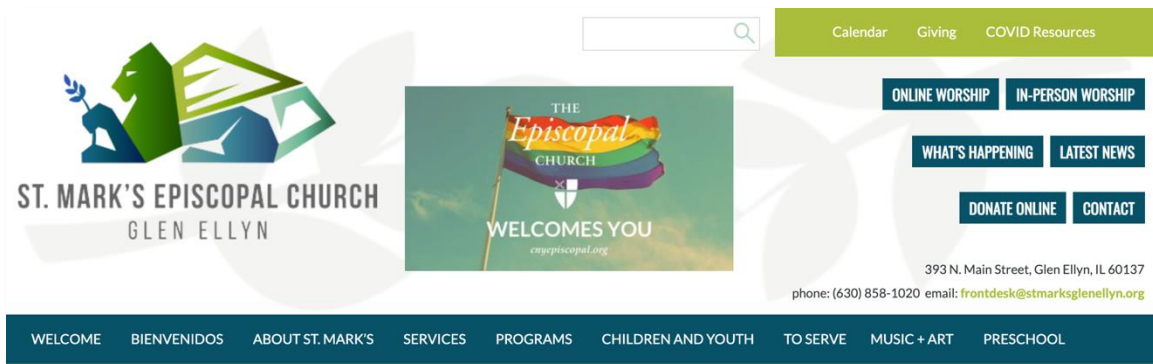 Calendar Giving COVID Resources
ONLINE WORSHIP IN-PERSON WORSHIP
WHAT'S HAPPENING LATEST NEWS
DONATE ONLINE CONTACT
ST. MARK'S EPISCOPAL CHURCH
GLEN ELLYN
THE
Episcopal
CHURCH
WELCOMES YOU
cnyepiscopal.org
393 N. Main Street, Glen Ellyn, IL 60137
phone: (630) 858-1020 email: frontdesk@stmarksglenellyn.org
WELCOME BIENVENIDOS ABOUT ST. MARK'S SERVICES PROGRAMS CHILDREN AND YOUTH TO SERVE MUSIC + ART PRESCHOOL